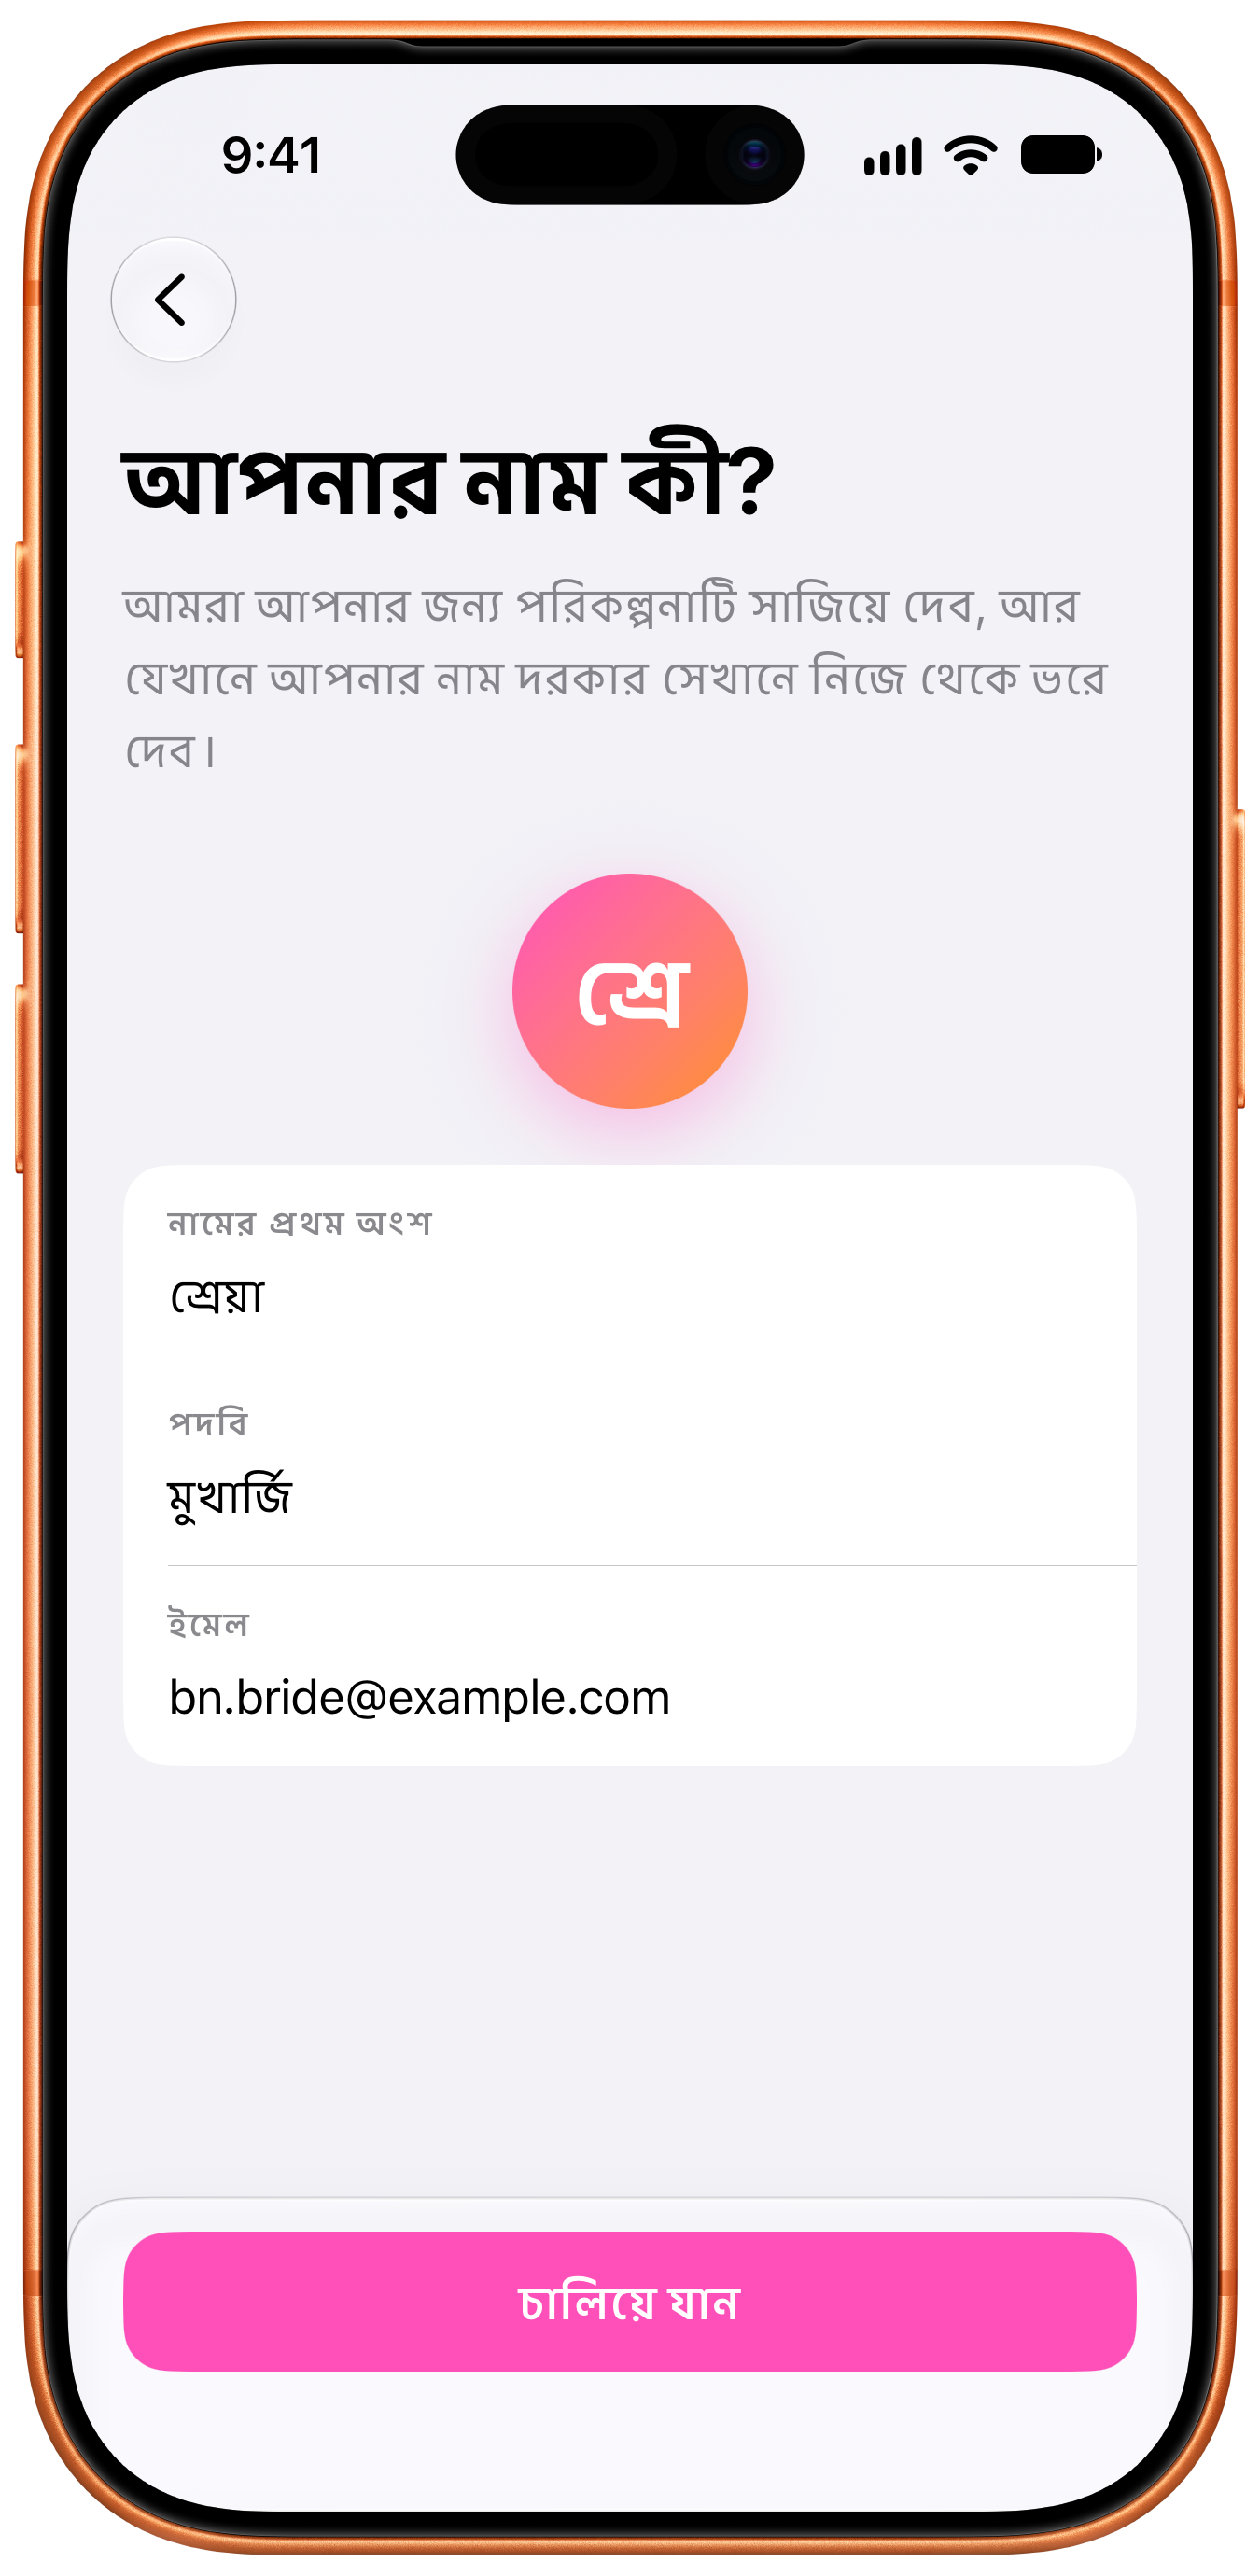 9:41
আপনার নাম কী?
আমরা আপনার জন্য পরিকল্পনাটি সাজিয়ে দেব, আর
যেখানে আপনার নাম দরকার সেখানে নিজে থেকে ভরে
দেব।
শ্রে
নামের প্রথম অংশ
শ্রেয়া
পদবি
মুখার্জি
ইমেল
bn.bride@example.com
চালিয়ে যান